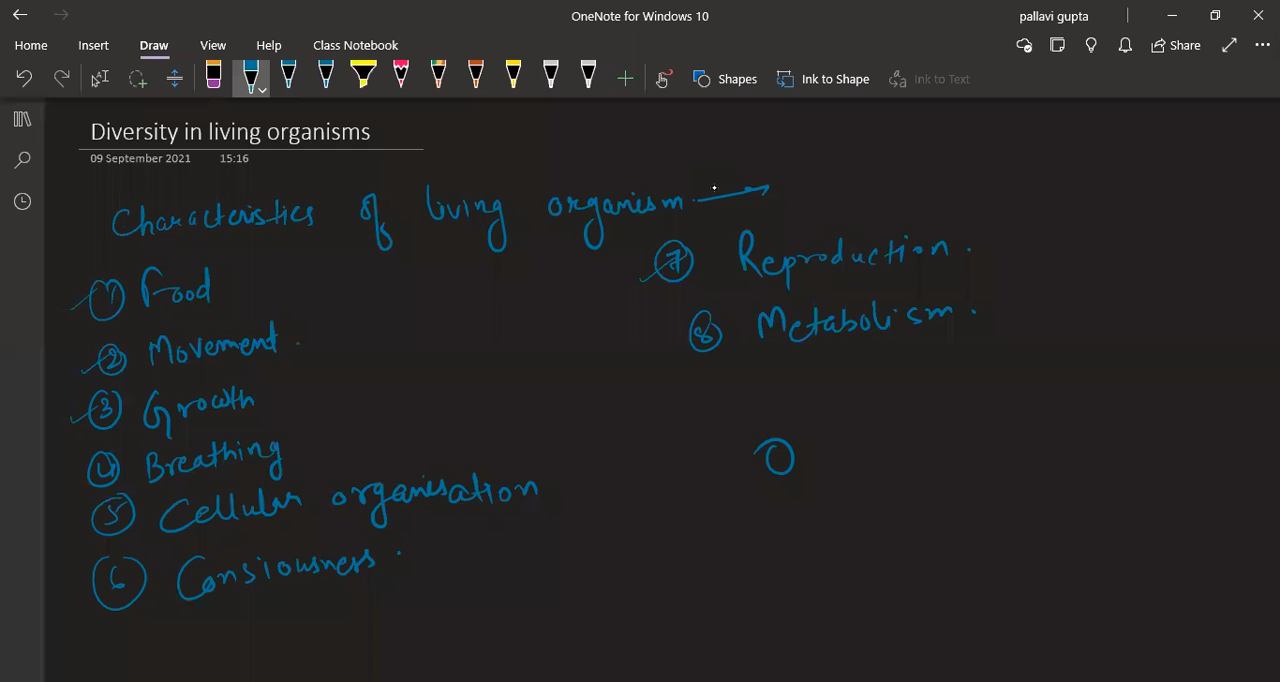 OneNote for Windows 10
pallavi gupta
Home Insert Draw View Help Class Notebook
Share
Shapes Ink to Shape Ink to Text
Diversity in living organisms
09 September 2021 15:16
Characteristics of living organism
① Food
② Movement
③ Growth
④ Breathing
⑤ Cellular organisation
⑥ Consiousness
⑦ Reproduction
⑧ Metabolism